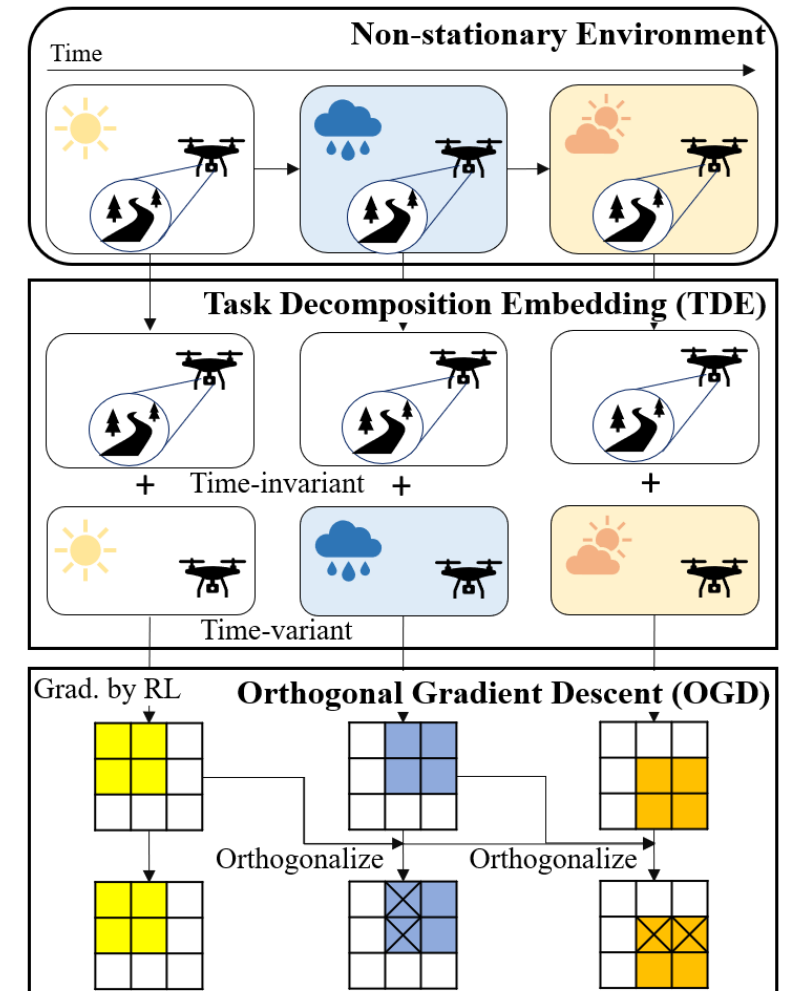 Non-stationary Environment
Time
Task Decomposition Embedding (TDE)
+ Time-invariant + +
Time-variant
Grad. by RL
Orthogonal Gradient Descent (OGD)
Orthogonalize Orthogonalize